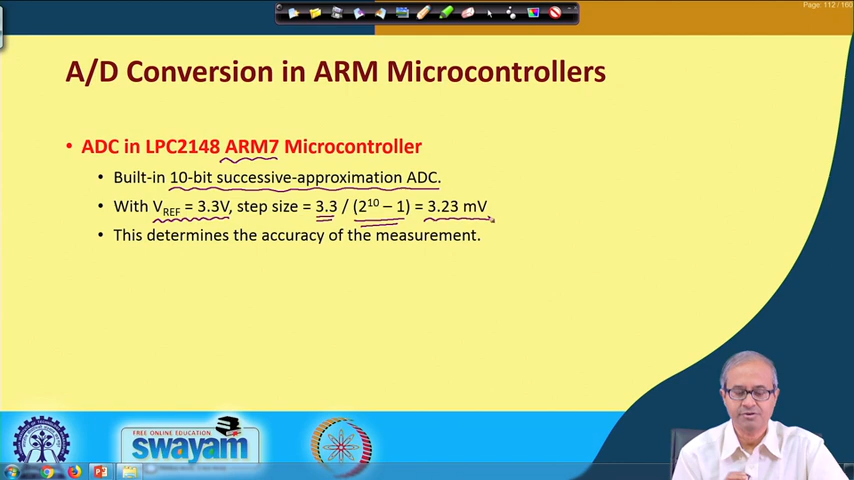 Page: 112 / 160
A/D Conversion in ARM Microcontrollers
• ADC in LPC2148 ARM7 Microcontroller
• Built-in 10-bit successive-approximation ADC.
• With VREF = 3.3V, step size = 3.3 / (2¹⁰ – 1) = 3.23 mV
• This determines the accuracy of the measurement.
FREE ONLINE EDUCATION
swayam